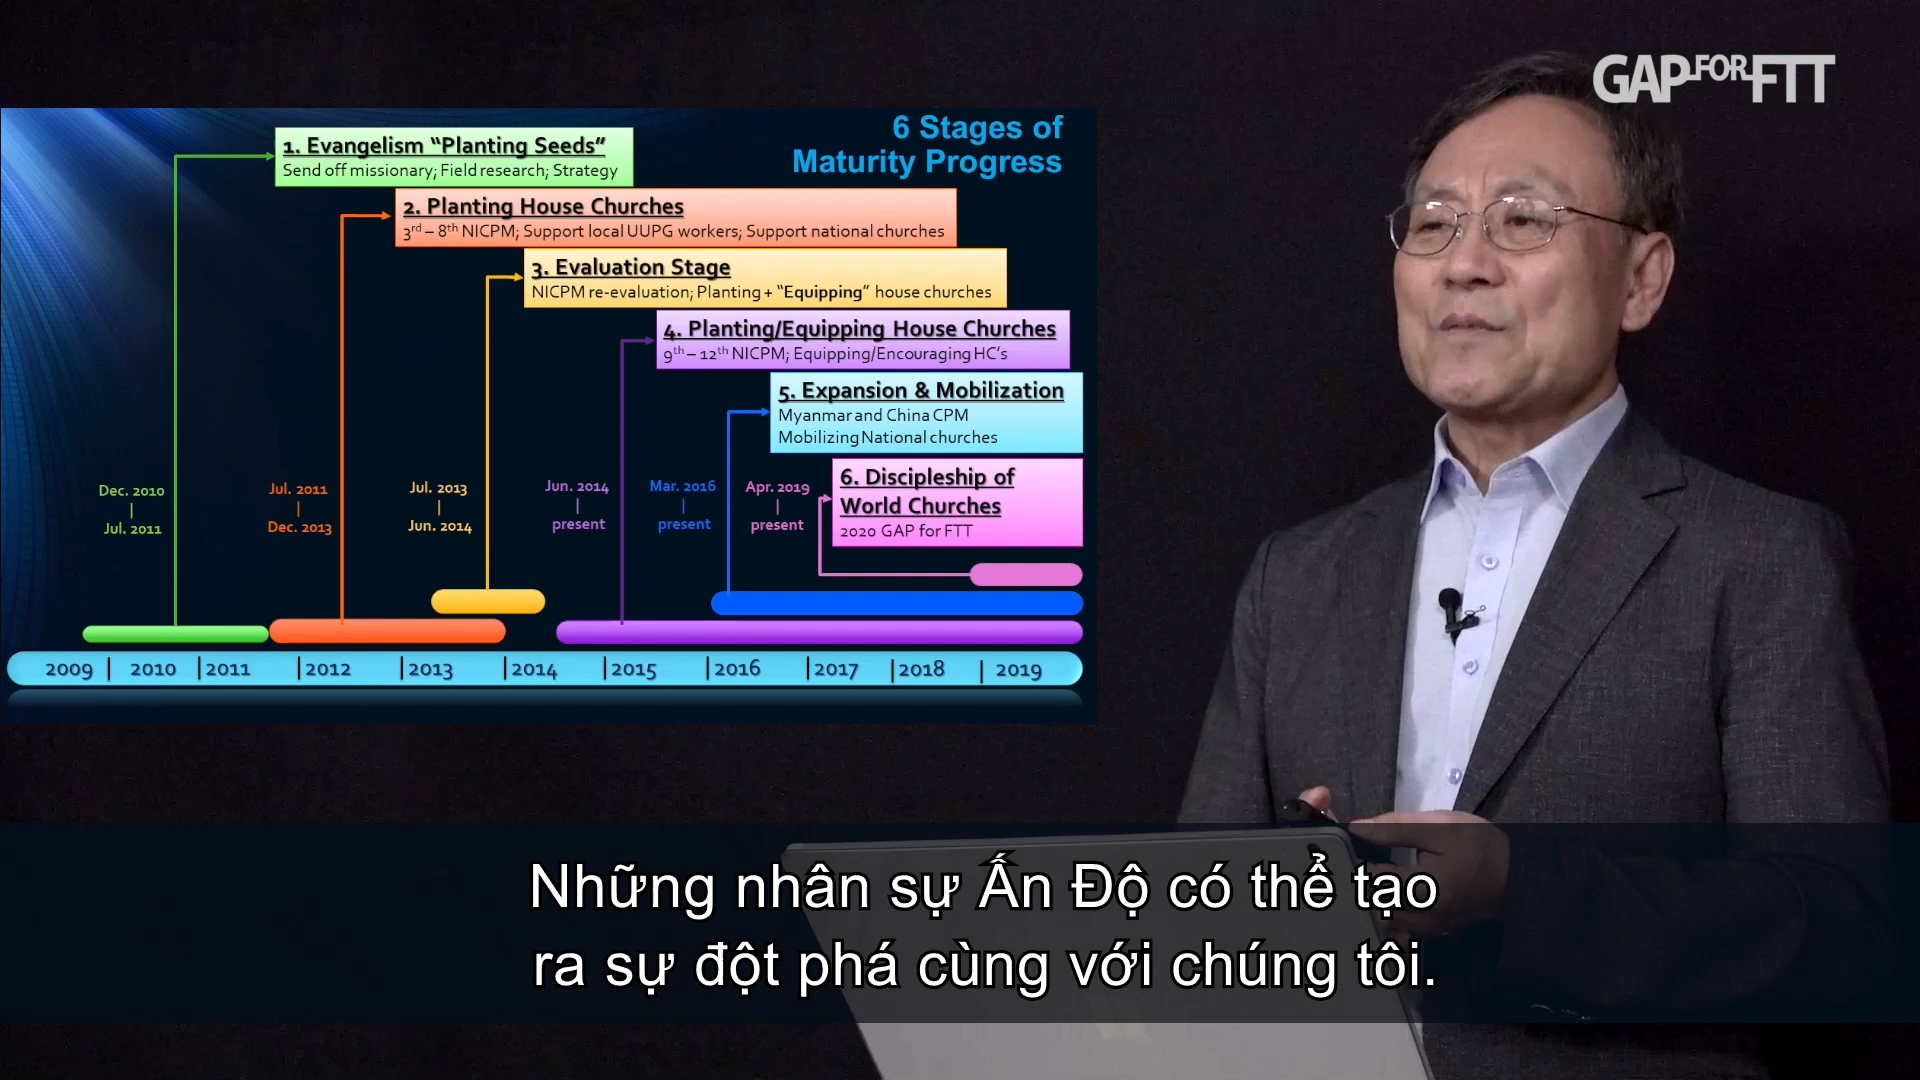 GAP FOR FTT
6 Stages of
Maturity Progress
1. Evangelism “Planting Seeds”
Send off missionary; Field research; Strategy
2. Planting House Churches
3rd – 8th NICPM; Support local UUPG workers; Support national churches
3. Evaluation Stage
NICPM re-evaluation; Planting + “Equipping” house churches
4. Planting/Equipping House Churches
9th – 12th NICPM; Equipping/Encouraging HC’s
5. Expansion & Mobilization
Myanmar and China CPM
Mobilizing National churches
6. Discipleship of
World Churches
2020 GAP for FTT
Dec. 2010
|
Jul. 2011
Jul. 2011
|
Dec. 2013
Jul. 2013
|
Jun. 2014
Jun. 2014
|
present
Mar. 2016
|
present
Apr. 2019
|
present
2009 | 2010 | 2011 | 2012 | 2013 | 2014 | 2015 | 2016 | 2017 | 2018 | 2019
Những nhân sự Ấn Độ có thể tạo
ra sự đột phá cùng với chúng tôi.